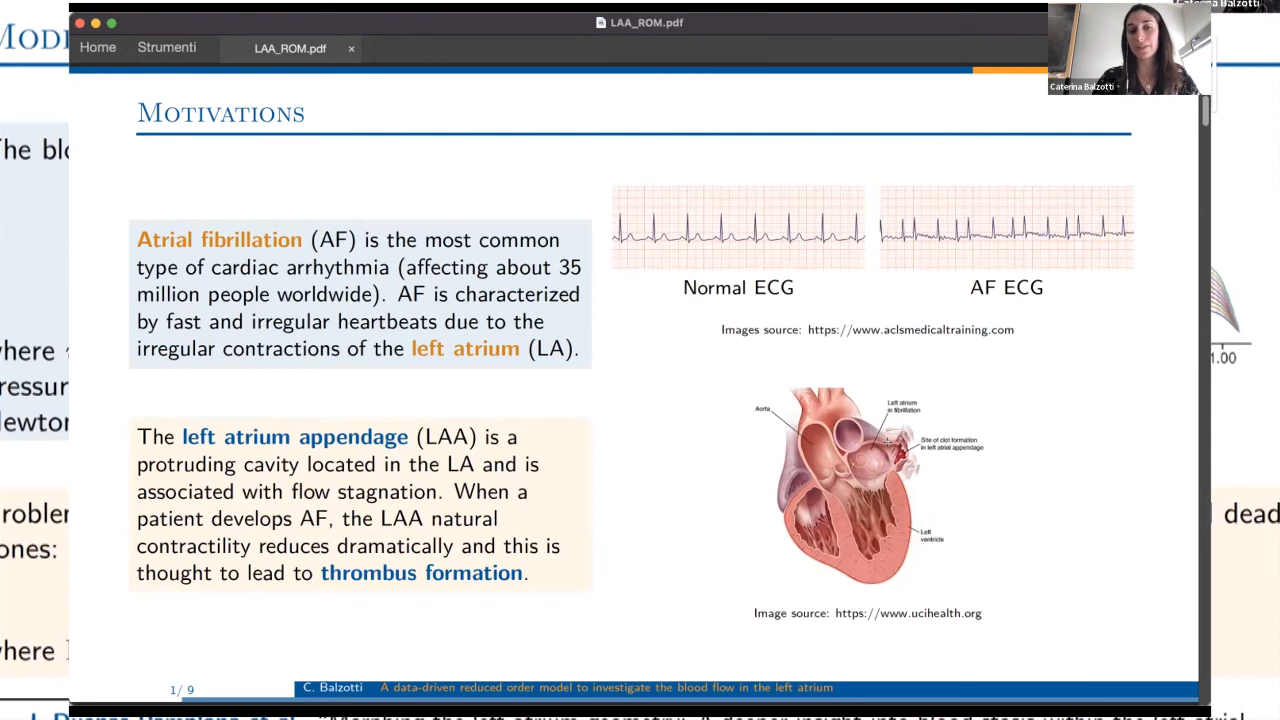 Caterina Balzotti
LAA_ROM.pdf
Home Strumenti LAA_ROM.pdf ×
Caterina Balzotti
MOTIVATIONS
Atrial fibrillation (AF) is the most common
type of cardiac arrhythmia (affecting about 35
million people worldwide). AF is characterized
by fast and irregular heartbeats due to the
irregular contractions of the left atrium (LA).
Normal ECG
AF ECG
Images source: https://www.aclsmedicaltraining.com
The left atrium appendage (LAA) is a
protruding cavity located in the LA and is
associated with flow stagnation. When a
patient develops AF, the LAA natural
contractility reduces dramatically and this is
thought to lead to thrombus formation.
Aorta
Left atrium
in fibrillation
Site of clot formation
in left atrial appendage
Left
ventricle
Image source: https://www.ucihealth.org
1/ 9
C. Balzotti A data-driven reduced order model to investigate the blood flow in the left atrium
1.00
dead